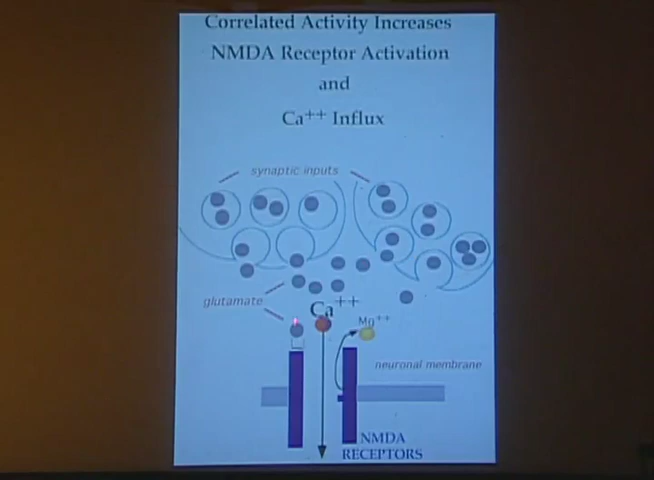 Correlated Activity Increases
NMDA Receptor Activation
and
Ca++ Influx
synaptic inputs
glutamate
Ca++
Mg++
neuronal membrane
NMDA
RECEPTORS